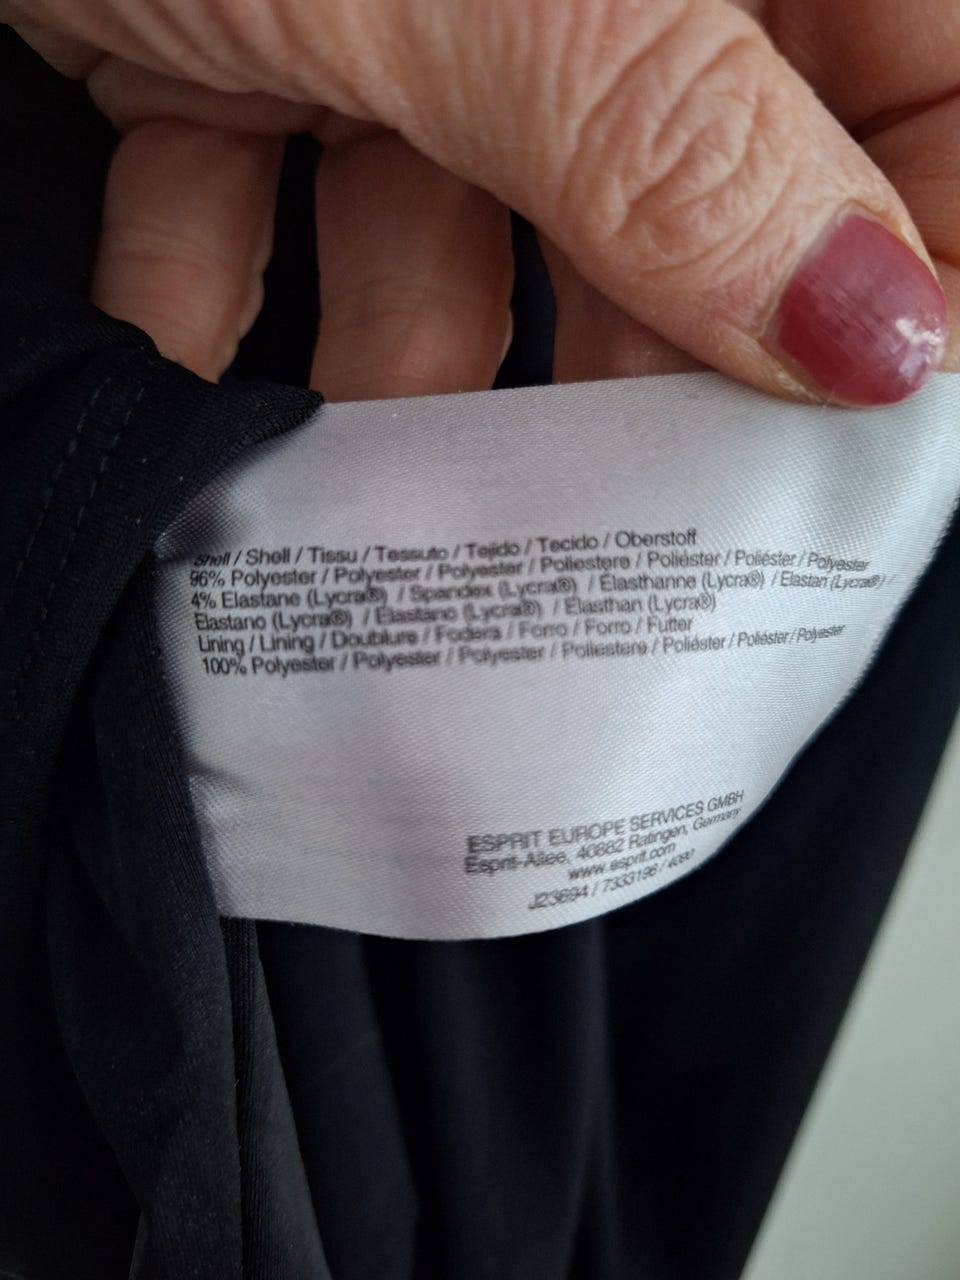 Shell / Shell / Tissu / Tessuto / Tejido / Tecido / Oberstoff
96% Polyester / Polyester / Polyester / Poliestere / Poliéster / Poliéster / Polyester
4% Elastane (Lycra®) / Spandex (Lycra®) / Élasthanne (Lycra®) / Elastan (Lycra®) /
Elastano (Lycra®) / Elastano (Lycra®) / Elasthan (Lycra®)
Lining / Lining / Doublure / Fodera / Forro / Forro / Futter
100% Polyester / Polyester / Polyester / Poliestere / Poliéster / Poliéster / Polyester
ESPRIT EUROPE SERVICES GMBH
Esprit-Allee, 40882 Ratingen, Germany
www.esprit.com
J23694 / 7333196 / 4090